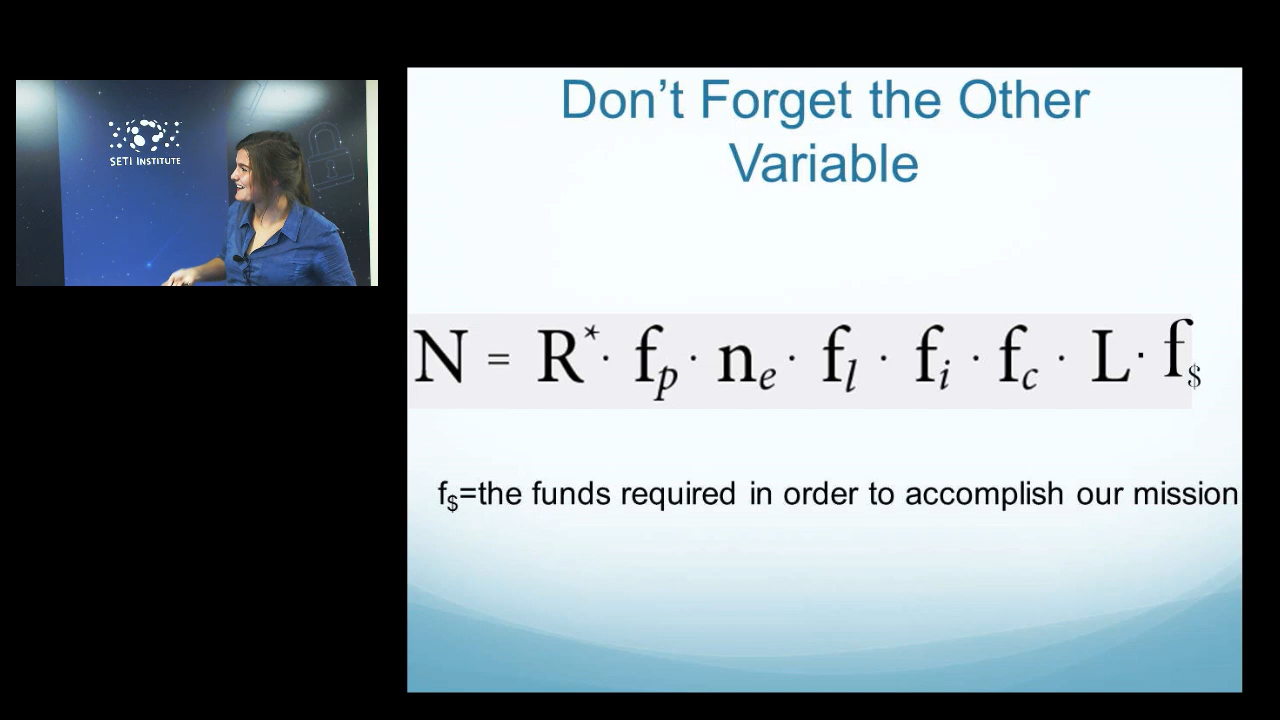 SETI INSTITUTE
Don't Forget the Other
Variable
N = R* · fp · ne · fl · fi · fc · L · f$
f$=the funds required in order to accomplish our mission